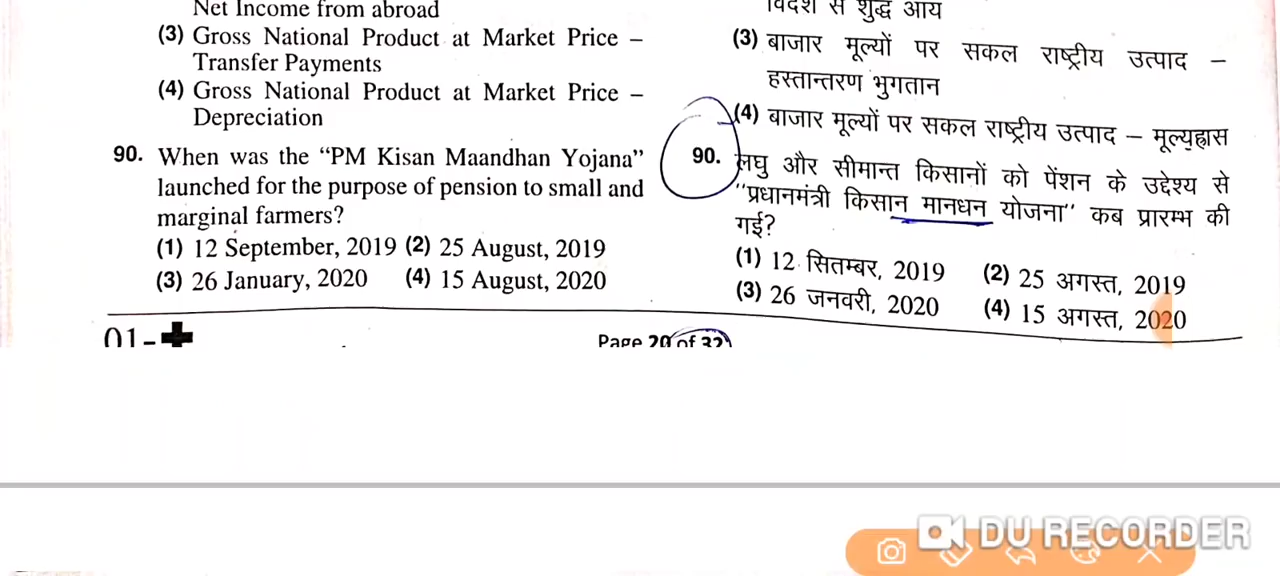 Net Income from abroad
(3) Gross National Product at Market Price –
Transfer Payments
(4) Gross National Product at Market Price –
Depreciation
90. When was the “PM Kisan Maandhan Yojana”
launched for the purpose of pension to small and
marginal farmers?
(1) 12 September, 2019 (2) 25 August, 2019
(3) 26 January, 2020 (4) 15 August, 2020
विदेश से शुद्ध आय
(3) बाजार मूल्यों पर सकल राष्ट्रीय उत्पाद –
हस्तान्तरण भुगतान
(4) बाजार मूल्यों पर सकल राष्ट्रीय उत्पाद – मूल्यह्रास
90. लघु और सीमान्त किसानों को पेंशन के उद्देश्य से
“प्रधानमंत्री किसान मानधन योजना” कब प्रारम्भ की
गई?
(1) 12 सितम्बर, 2019 (2) 25 अगस्त, 2019
(3) 26 जनवरी, 2020 (4) 15 अगस्त, 2020
01-
Page 20 of 32
DU RECORDER